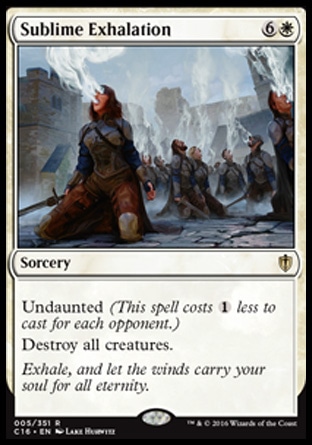 Sublime Exhalation 6
Sorcery
Undaunted (This spell costs 1 less to
cast for each opponent.)
Destroy all creatures.
Exhale, and let the winds carry your
soul for all eternity.
005/351 R
C16 • EN Lake Hurwitz
™ & © 2016 Wizards of the Coast